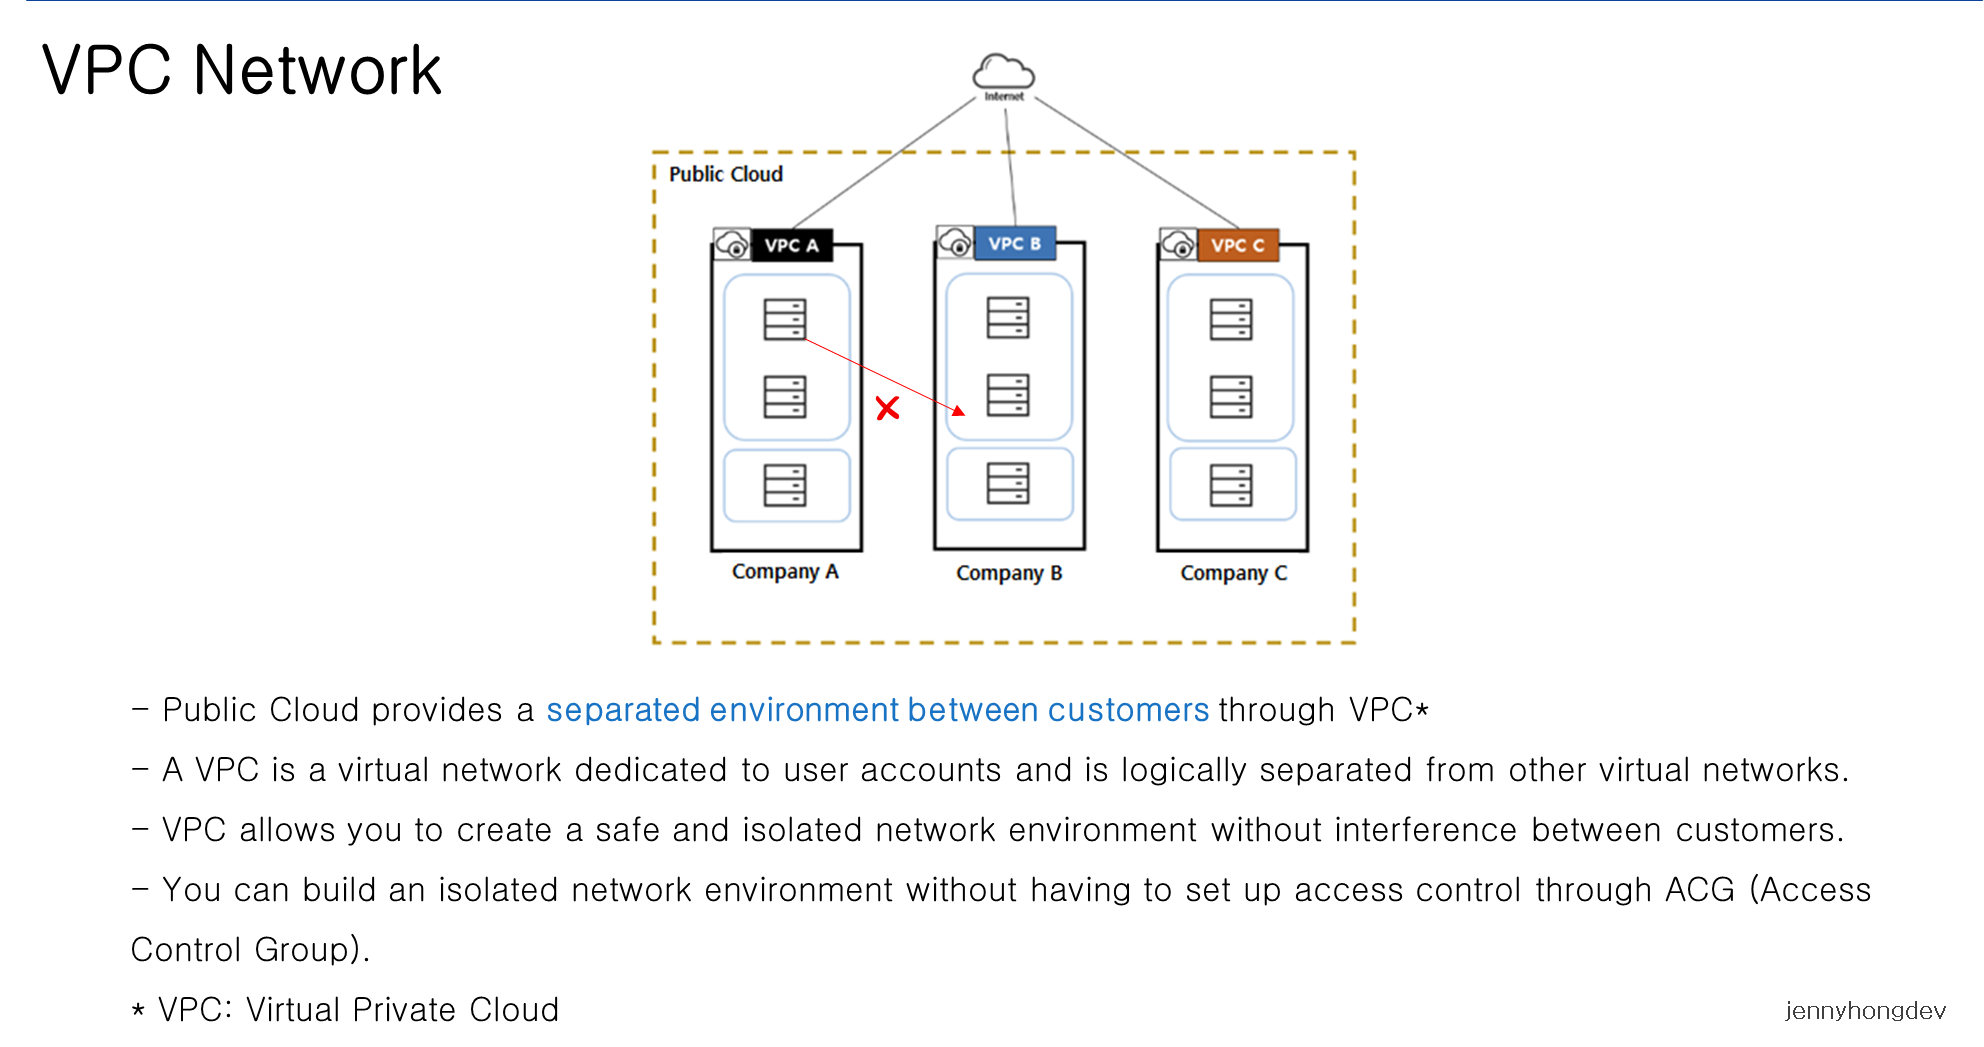 VPC Network
Internet
Public Cloud
VPC A
VPC B
VPC C
Company A
Company B
Company C
- Public Cloud provides a separated environment between customers through VPC*
- A VPC is a virtual network dedicated to user accounts and is logically separated from other virtual networks.
- VPC allows you to create a safe and isolated network environment without interference between customers.
- You can build an isolated network environment without having to set up access control through ACG (Access
Control Group).
* VPC: Virtual Private Cloud
jennyhongdev